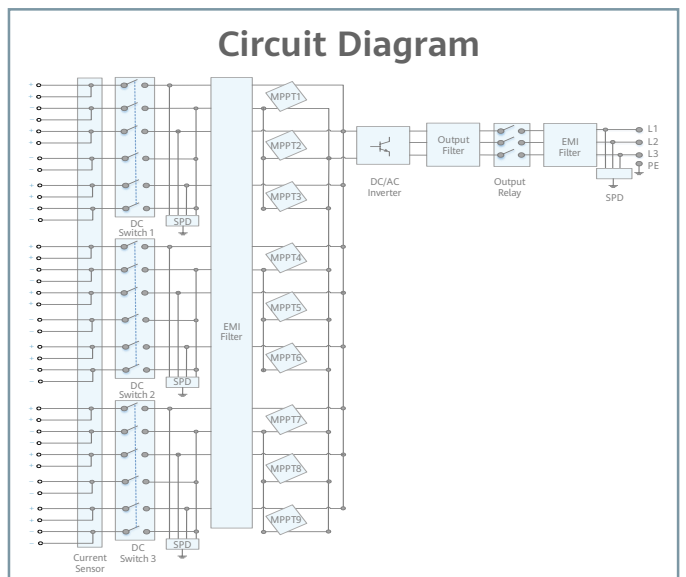 Circuit Diagram
MPPT1
MPPT2
MPPT3
MPPT4
MPPT5
MPPT6
MPPT7
MPPT8
MPPT9
DC
Switch 1
SPD
DC
Switch 2
SPD
DC
Switch 3
SPD
Current
Sensor
EMI
Filter
DC/AC
Inverter
Output
Filter
Output
Relay
EMI
Filter
L1
L2
L3
PE
SPD